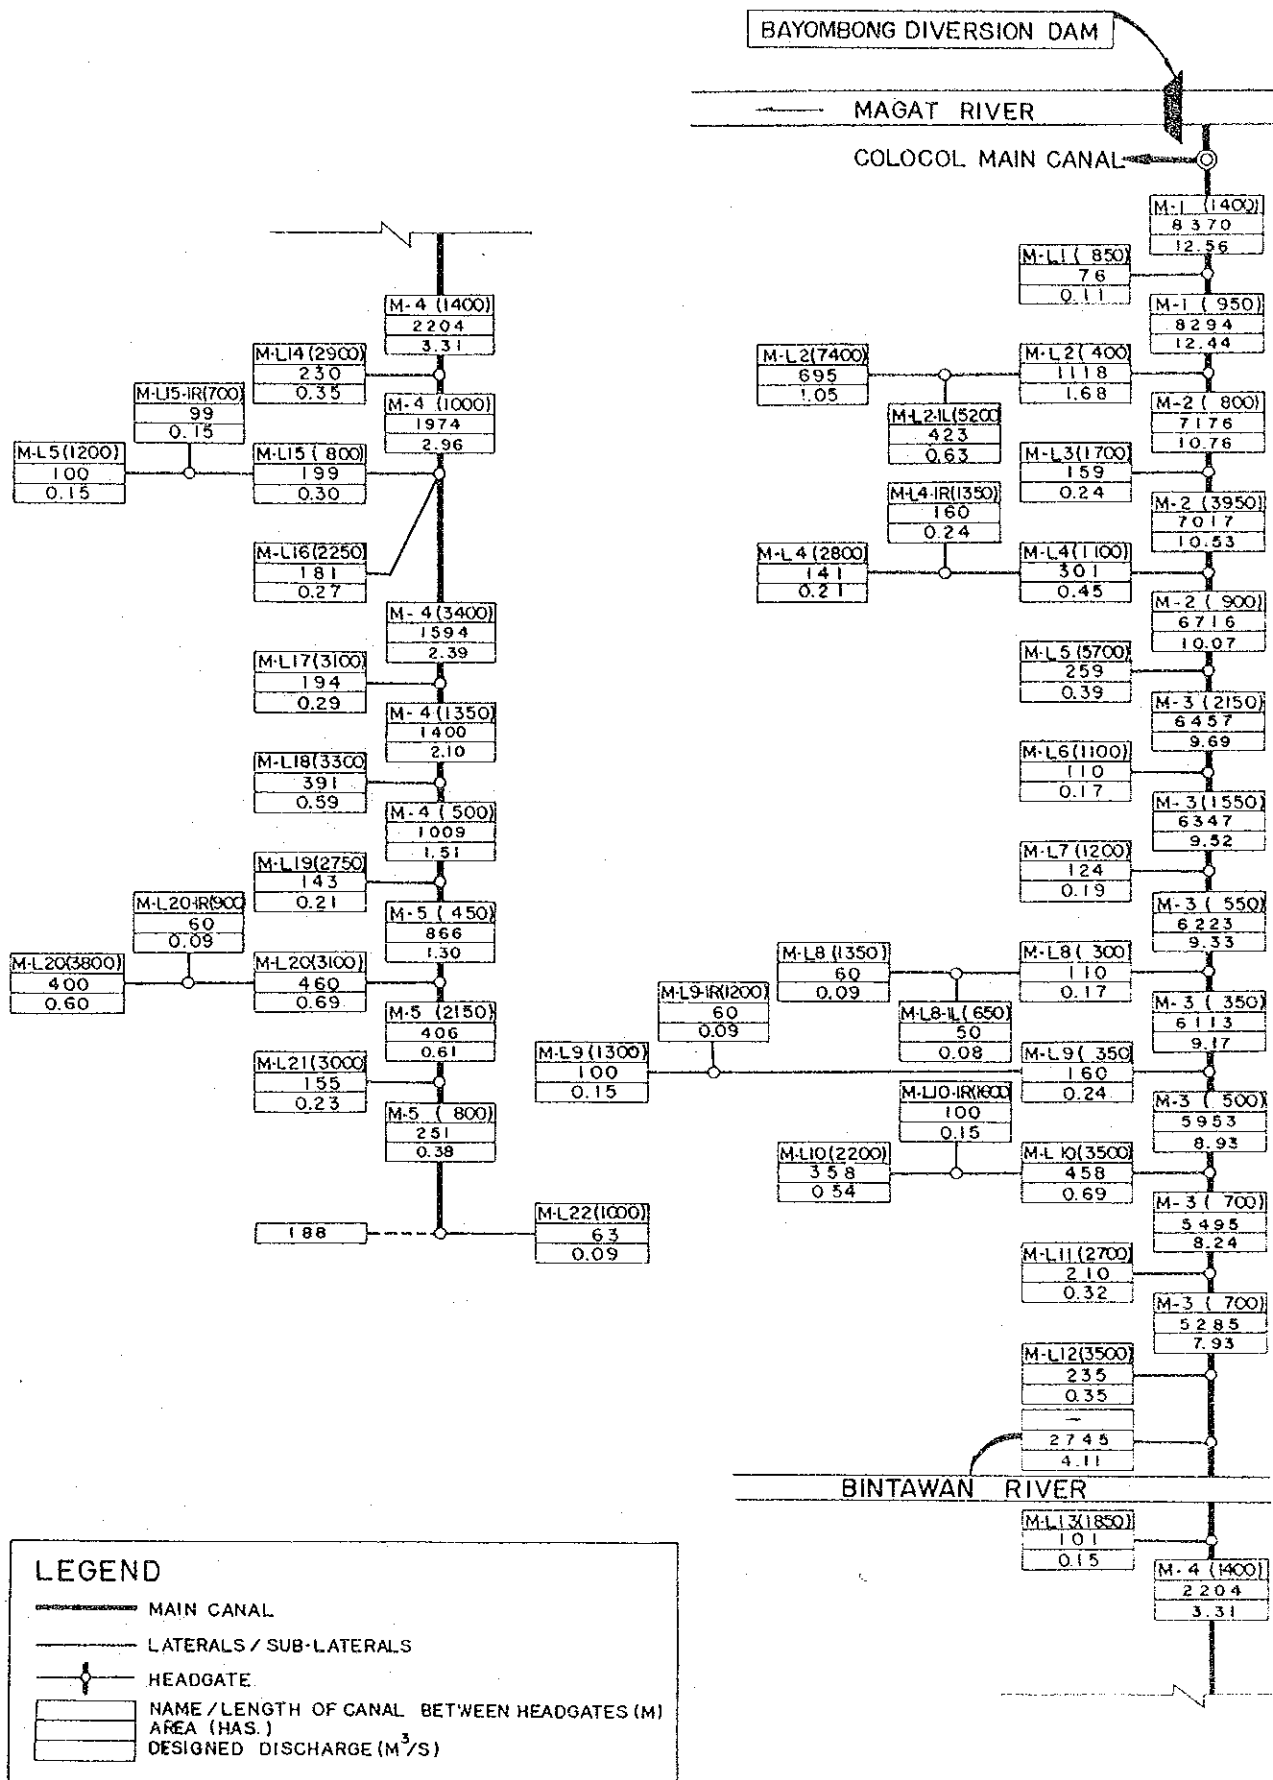 BAYOMBONG DIVERSION DAM
MAGAT RIVER
COLOCOL MAIN CANAL
M-1 (1400)
8370
12.56
M-L1 ( 850)
76
0.11
M-1 ( 950)
8294
12.44
M-L2(7400)
695
1.05
M-L2( 400)
1118
1.68
M-L2-1L(5200
423
0.63
M-2 ( 800)
7176
10.76
M-L3(1700)
159
0.24
M-L4-1R(1350)
160
0.24
M-2 (3950)
7017
10.53
M-L4(2800)
141
0.21
M-L4(1100)
301
0.45
M-2 ( 900)
6716
10.07
M-L5(5700)
259
0.39
M-3 (2150)
6457
9.69
M-L6(1100)
110
0.17
M-3(1550)
6347
9.52
M-L7(1200)
124
0.19
M-3 ( 550)
6223
9.33
M-L8(1350)
60
0.09
M-L8( 300)
110
0.17
M-L8-1L( 650)
50
0.08
M-3 ( 350)
6113
9.17
M-L9-1R(1200)
60
0.09
M-L9(1300)
100
0.15
M-L9( 350
160
0.24
M-L10-1R(1600)
100
0.15
M-3 ( 500)
5953
8.93
M-L10(2200)
358
0.54
M-L10(3500)
458
0.69
M-3 ( 700)
5495
8.24
M-L11(2700)
210
0.32
M-3 ( 700)
5285
7.93
M-L12(3500)
235
0.35
—
2745
4.11
BINTAWAN RIVER
M-L13(1850)
101
0.15
M-4 (1400)
2204
3.31
M-4 (1400)
2204
3.31
M-L14(2900)
230
0.35
M-L15-1R(700)
99
0.15
M-4 (1000)
1974
2.96
M-L5(1200)
100
0.15
M-L15 ( 800)
199
0.30
M-L16(2250)
181
0.27
M-4(3400)
1594
2.39
M-L17(3100)
194
0.29
M-4(1350)
1400
2.10
M-L18(3300)
391
0.59
M-4 ( 500)
1009
1.51
M-L19(2750)
143
0.21
M-L20-1R(900
60
0.09
M-5 ( 450)
866
1.30
M-L20(3800)
400
0.60
M-L20(3100)
460
0.69
M-5 (2150)
406
0.61
M-L21(3000)
155
0.23
M-5 ( 800)
251
0.38
188
M-L22(1000)
63
0.09
LEGEND
MAIN CANAL
LATERALS / SUB-LATERALS
HEADGATE
NAME / LENGTH OF CANAL BETWEEN HEADGATES (M)
AREA (HAS.)
DESIGNED DISCHARGE (M³/S)